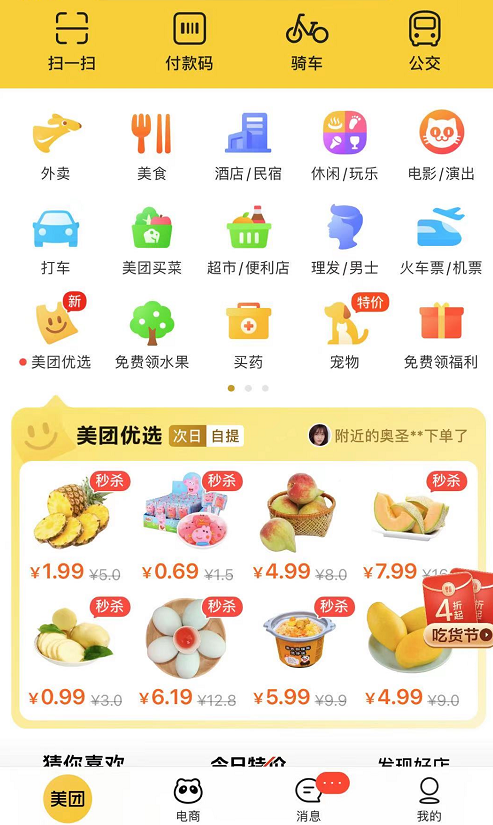 扫一扫 付款码 骑车 公交
外卖 美食 酒店/民宿 休闲/玩乐 电影/演出
打车 美团买菜 超市/便利店 理发/男士 火车票/机票
新 特价
美团优选 免费领水果 买药 宠物 免费领福利
美团优选 次日 自提 附近的奥圣**下单了
秒杀 秒杀 秒杀
¥1.99 ¥5.0 ¥0.69 ¥1.5 ¥4.99 ¥8.0 ¥7.99
4折起
吃货节
秒杀 秒杀 秒杀
¥0.99 ¥3.0 ¥6.19 ¥12.8 ¥5.99 ¥9.9 ¥4.99 ¥9.0
猜你喜欢 今日特价 发现好店
美团 电商 消息 我的